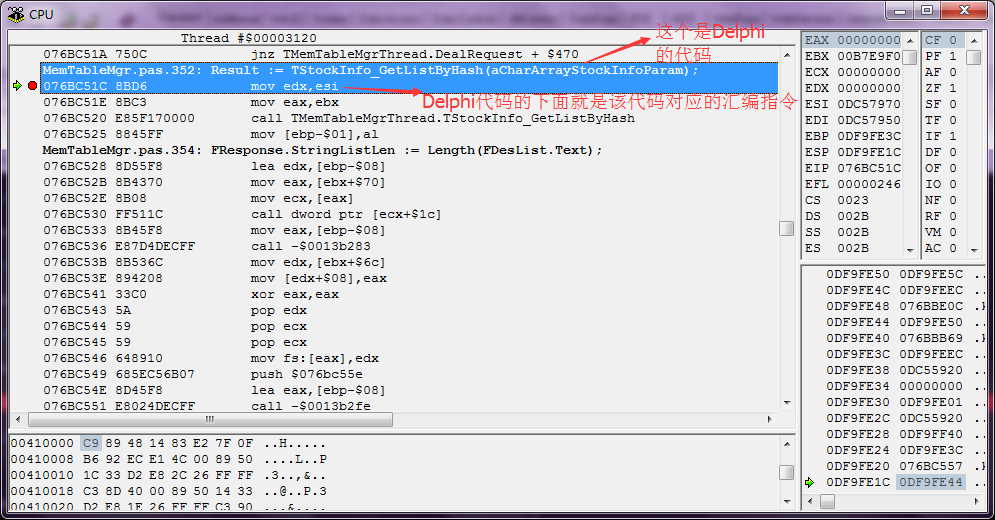 CPU
Thread #$00003120
076BC51A 750C jnz TMemTableMgrThread.DealRequest + $470
MemTableMgr.pas.352: Result := TStockInfo_GetListByHash(aCharArrayStockInfoParam);
076BC51C 8BD6 mov edx,esi
076BC51E 8BC3 mov eax,ebx
076BC520 E85F170000 call TMemTableMgrThread.TStockInfo_GetListByHash
076BC525 8845FF mov [ebp-$01],al
MemTableMgr.pas.354: FResponse.StringListLen := Length(FDesList.Text);
076BC528 8D55F8 lea edx,[ebp-$08]
076BC52B 8B4370 mov eax,[ebx+$70]
076BC52E 8B08 mov ecx,[eax]
076BC530 FF511C call dword ptr [ecx+$1c]
076BC533 8B45F8 mov eax,[ebp-$08]
076BC536 E87D4DECFF call -$0013b283
076BC53B 8B536C mov edx,[ebx+$6c]
076BC53E 894208 mov [edx+$08],eax
076BC541 33C0 xor eax,eax
076BC543 5A pop edx
076BC544 59 pop ecx
076BC545 59 pop ecx
076BC546 648910 mov fs:[eax],edx
076BC549 685EC56B07 push $076bc55e
076BC54E 8D45F8 lea eax,[ebp-$08]
076BC551 E8024DECFF call -$0013b2fe
这个是Delphi
的代码
Delphi代码的下面就是该代码对应的汇编指令
EAX 00000000
EBX 00B7E9F0
ECX 00000000
EDX 00000000
ESI 0DC57970
EDI 0DC57950
EBP 0DF9FE3C
ESP 0DF9FE1C
EIP 076BC51C
EFL 00000246
CS 0023
DS 002B
SS 002B
ES 002B
CF 0
PF 1
AF 0
ZF 1
SF 0
TF 0
IF 1
DF 0
OF 0
IO 0
NF 0
RF 0
VM 0
AC 0
00410000 C9 89 48 14 83 E2 7F 0F ..H.....
00410008 B6 92 EC E1 4C 00 89 50 ....L..P
00410010 1C 33 D2 E8 2C 26 FF FF .3..,&..
00410018 C3 8D 40 00 89 50 14 33 ..@..P.3
00410020 D2 E8 1E 26 FF FF C3 90 ...&....
0DF9FE50 0DF9FE5C ..
0DF9FE4C 0DF9FEEC ..
0DF9FE48 076BBE0C .k
0DF9FE44 0DF9FE50 ..
0DF9FE40 076BBB69 .k
0DF9FE3C 0DF9FEEC ..
0DF9FE38 0DC55920 ..
0DF9FE34 00000000 ..
0DF9FE30 0DF9FE01 ..
0DF9FE2C 0DC55920 ..
0DF9FE28 0DF9FF40 ..
0DF9FE24 0DF9FE3C ..
0DF9FE20 076BC557 .k
0DF9FE1C 0DF9FE44 ..